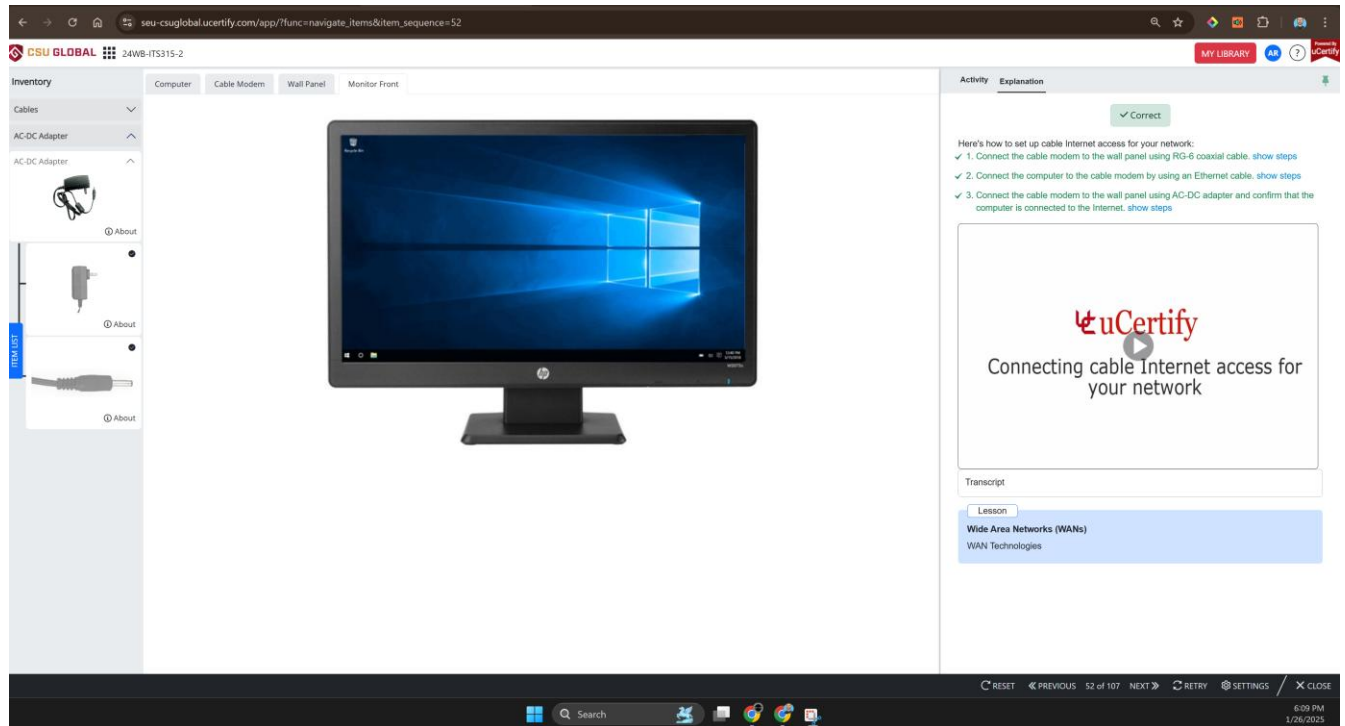 seu-csuglobal.ucertify.com/app/?func=navigate_items&item_sequence=52
CSU GLOBAL 24WB-ITS315-2
MY LIBRARY AR ? Powered By uCertify
Inventory
Computer Cable Modem Wall Panel Monitor Front
Activity Explanation
Cables
AC-DC Adapter
AC-DC Adapter
About
About
About
ITEM LIST
Recycle Bin
hp
Correct
Here's how to set up cable Internet access for your network:
1. Connect the cable modem to the wall panel using RG-6 coaxial cable. show steps
2. Connect the computer to the cable modem by using an Ethernet cable. show steps
3. Connect the cable modem to the wall panel using AC-DC adapter and confirm that the
computer is connected to the Internet. show steps
uCertify
Connecting cable Internet access for
your network
Transcript
Lesson
Wide Area Networks (WANs)
WAN Technologies
RESET PREVIOUS 52 of 107 NEXT RETRY SETTINGS / CLOSE
Search
6:09 PM
1/26/2025